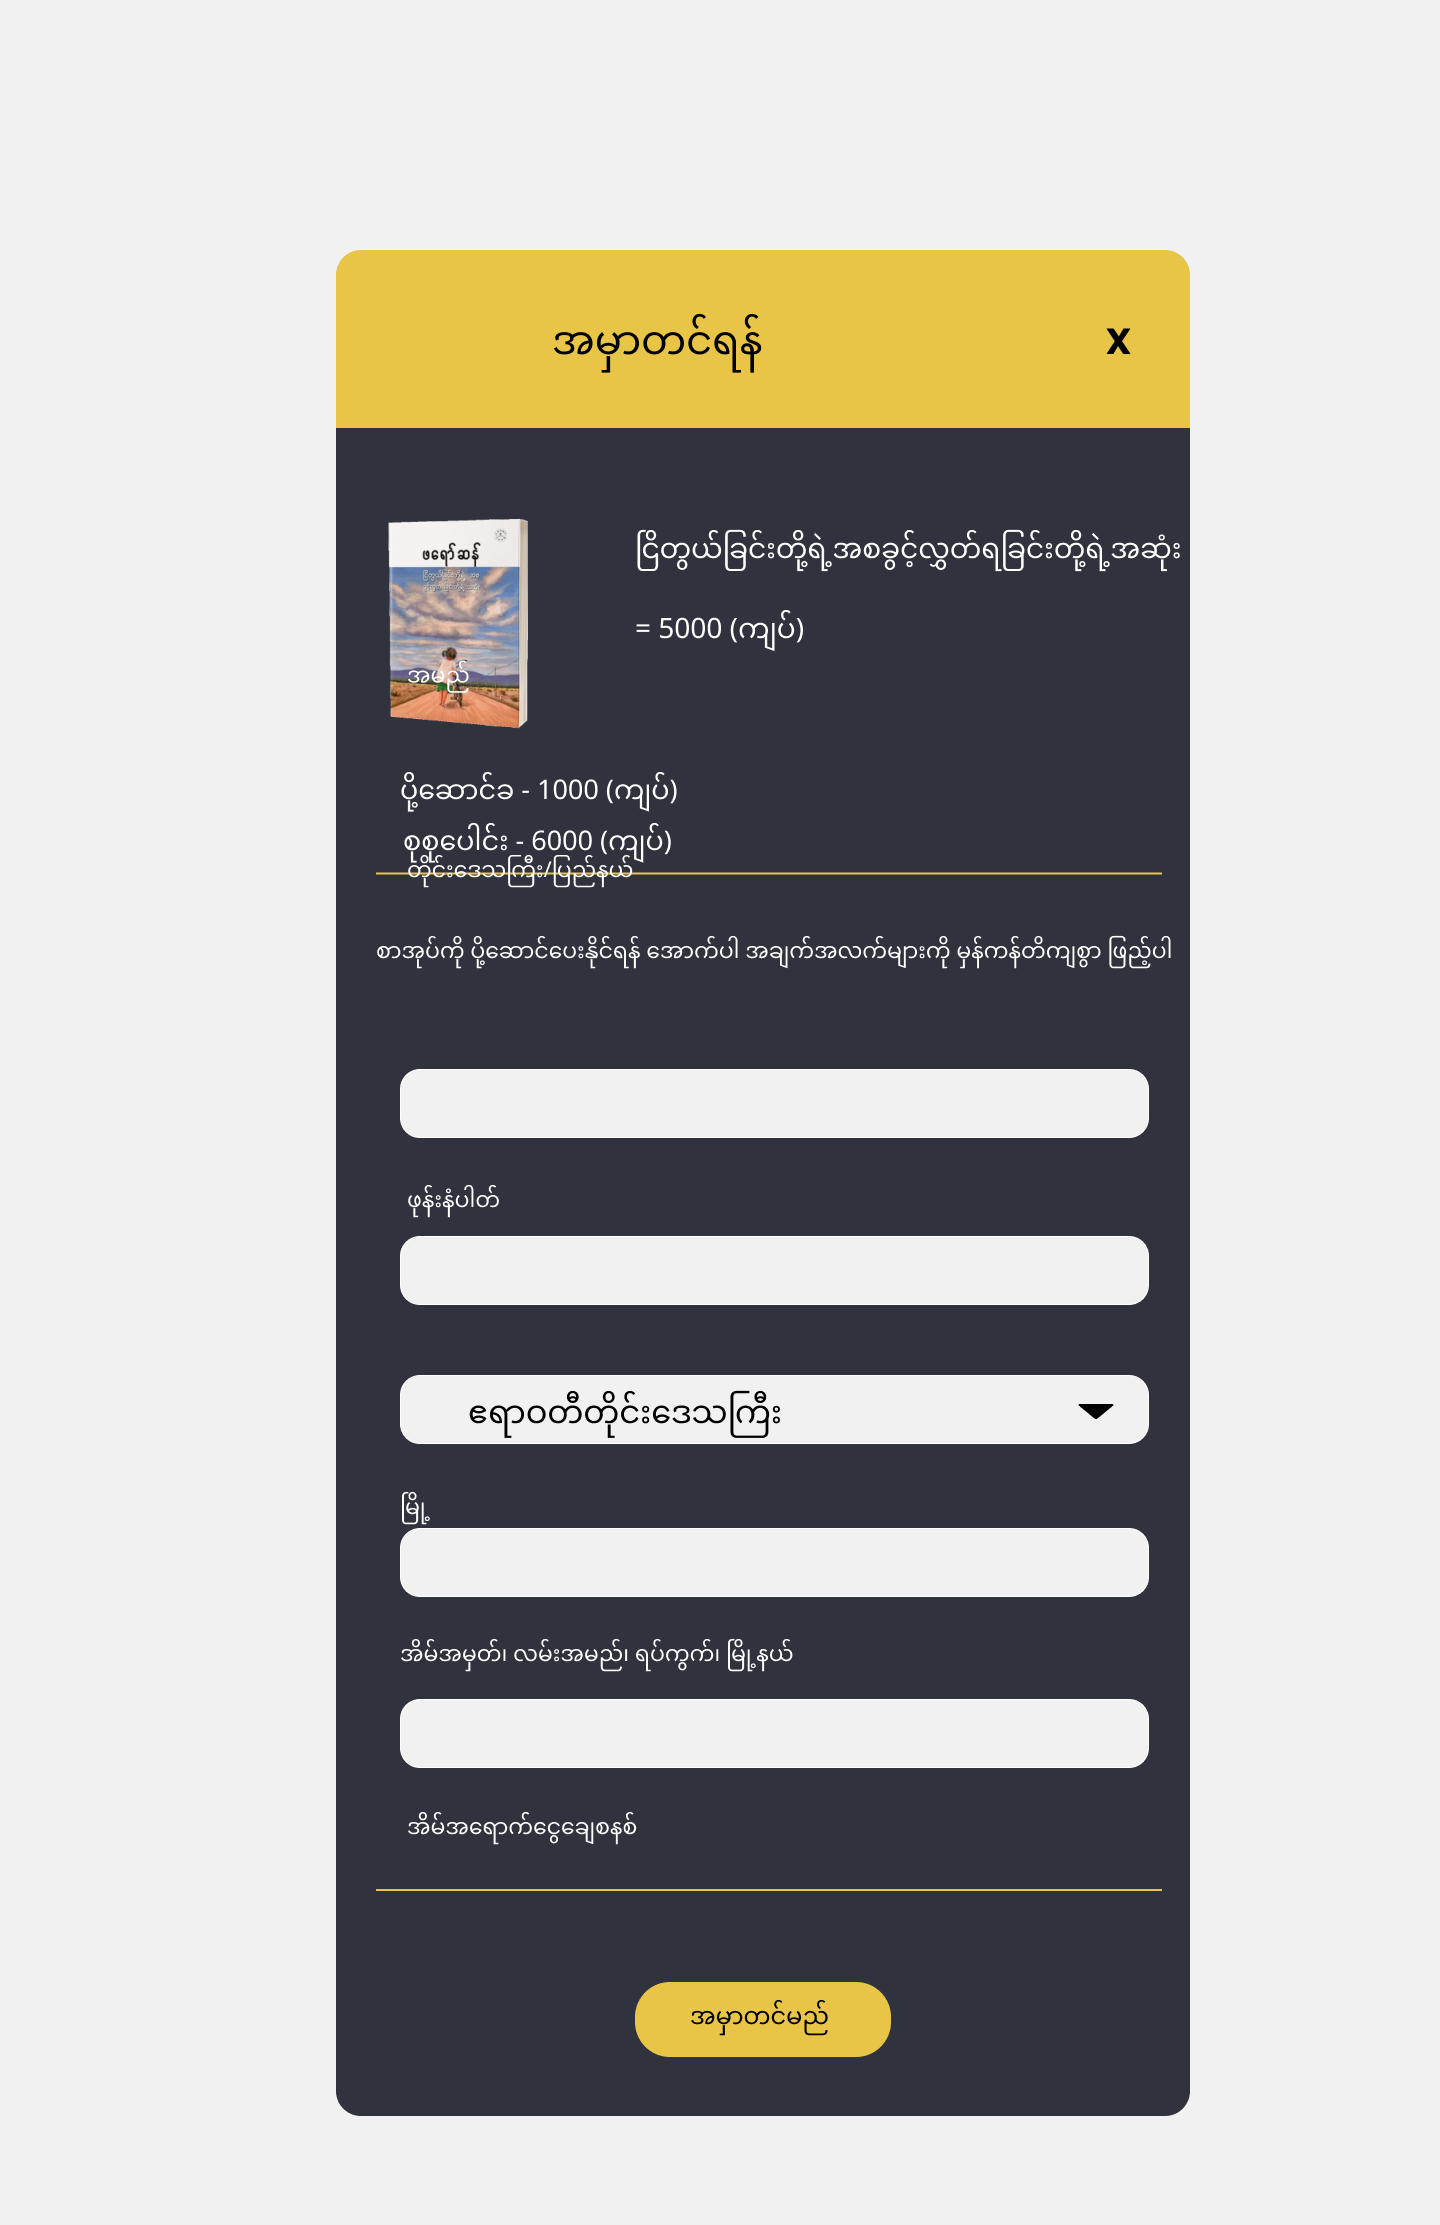 အမှာတင်ရန်
x
ဖရော်ဆန်
ငြိတွယ်ခြင်းတို့ရဲ့အစခွင့်လွှတ်ရခြင်းတို့ရဲ့အဆုံး
= 5000 (ကျပ်)
အမည်
ပို့ဆောင်ခ - 1000 (ကျပ်)
စုစုပေါင်း - 6000 (ကျပ်)
တိုင်းဒေသကြီး/ပြည်နယ်
စာအုပ်ကို ပို့ဆောင်ပေးနိုင်ရန် အောက်ပါ အချက်အလက်များကို မှန်ကန်တိကျစွာ ဖြည့်ပါ
ဖုန်းနံပါတ်
ဧရာဝတီတိုင်းဒေသကြီး
မြို့
အိမ်အမှတ်၊ လမ်းအမည်၊ ရပ်ကွက်၊ မြို့နယ်
အိမ်အရောက်ငွေချေစနစ်
အမှာတင်မည်